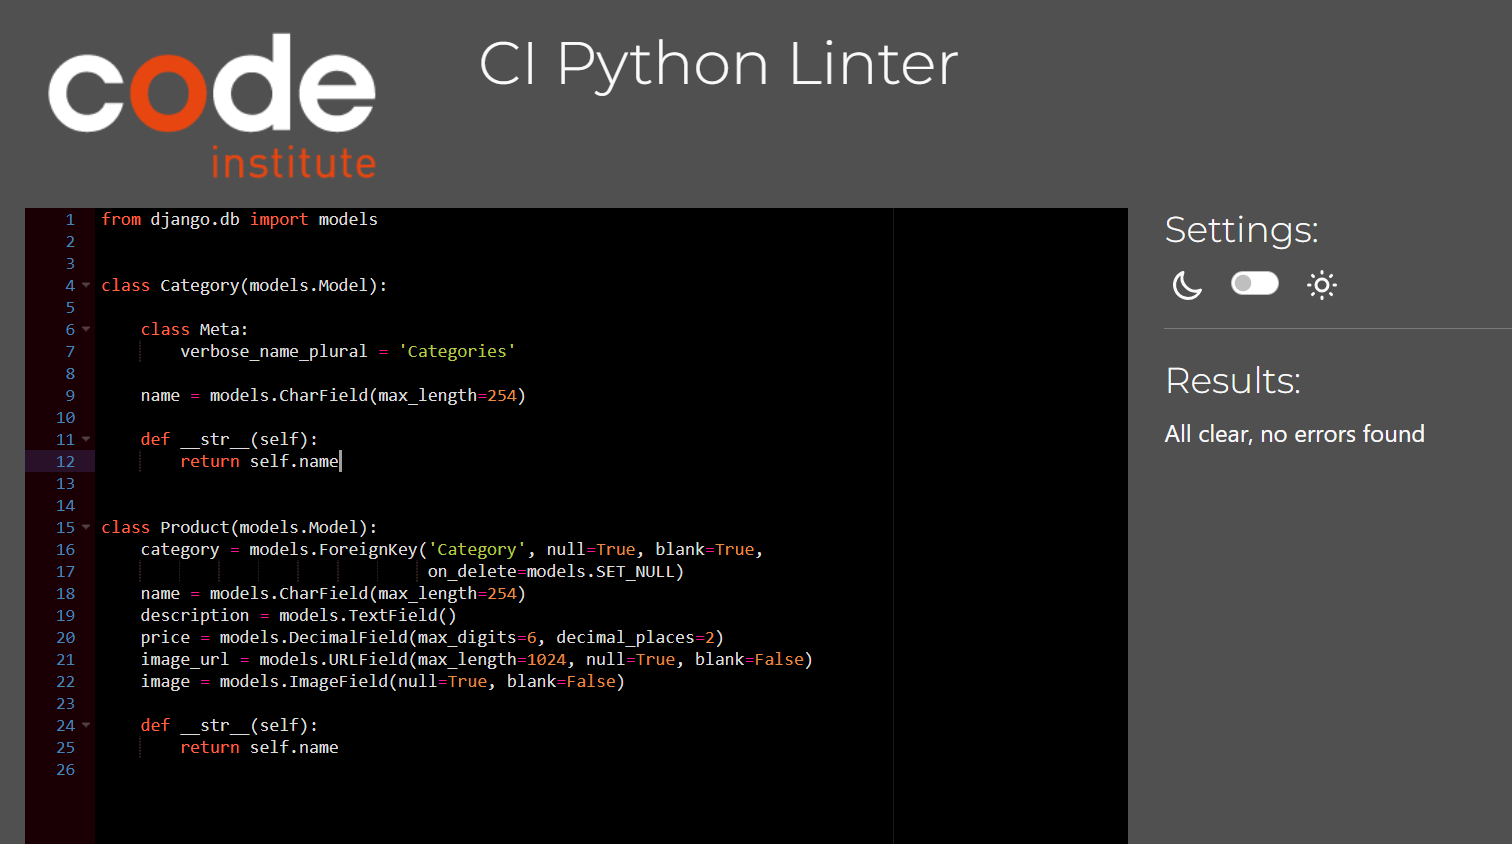 code
institute
CI Python Linter
1 from django.db import models
2
3
4 class Category(models.Model):
5
6     class Meta:
7         verbose_name_plural = 'Categories'
8
9     name = models.CharField(max_length=254)
10
11     def __str__(self):
12         return self.name
13
14
15 class Product(models.Model):
16     category = models.ForeignKey('Category', null=True, blank=True,
17                                  on_delete=models.SET_NULL)
18     name = models.CharField(max_length=254)
19     description = models.TextField()
20     price = models.DecimalField(max_digits=6, decimal_places=2)
21     image_url = models.URLField(max_length=1024, null=True, blank=False)
22     image = models.ImageField(null=True, blank=False)
23
24     def __str__(self):
25         return self.name
26
Settings:
Results:
All clear, no errors found